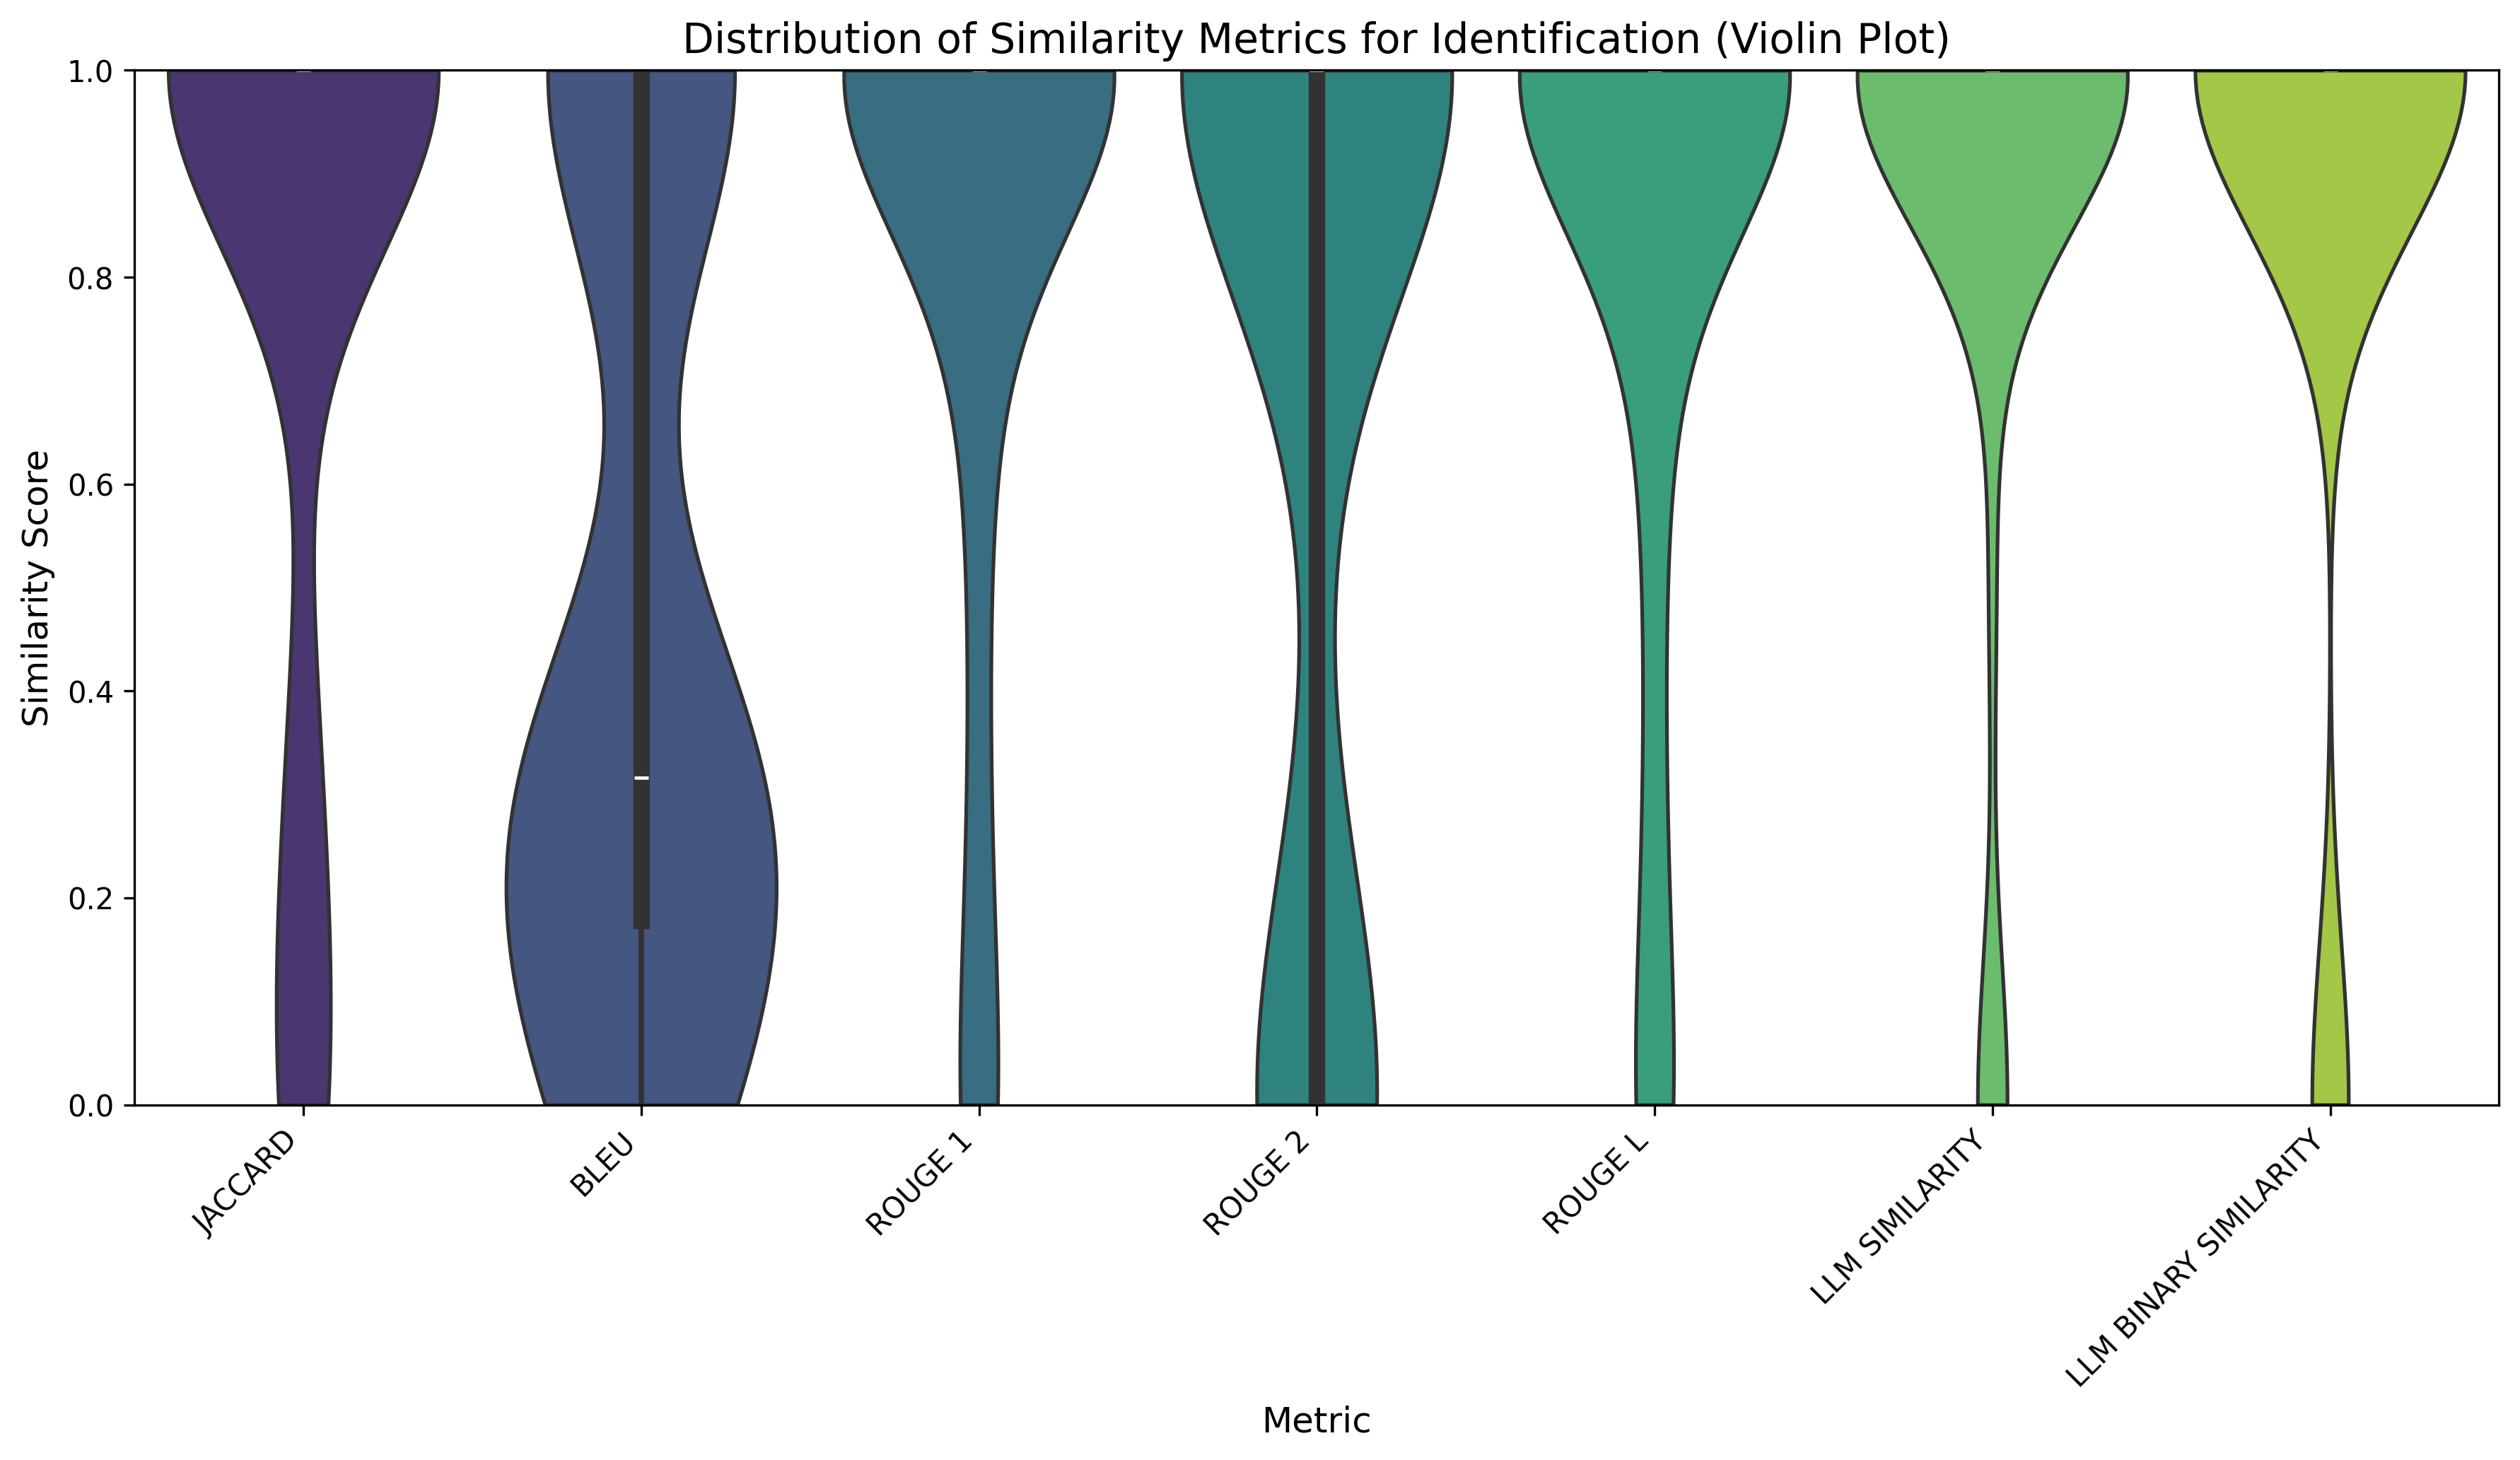 Distribution of Similarity Metrics for Identification (Violin Plot)
Similarity Score
1.0
0.8
0.6
0.4
0.2
0.0
JACCARD
BLEU
ROUGE 1
ROUGE 2
ROUGE L
LLM SIMILARITY
LLM BINARY SIMILARITY
Metric